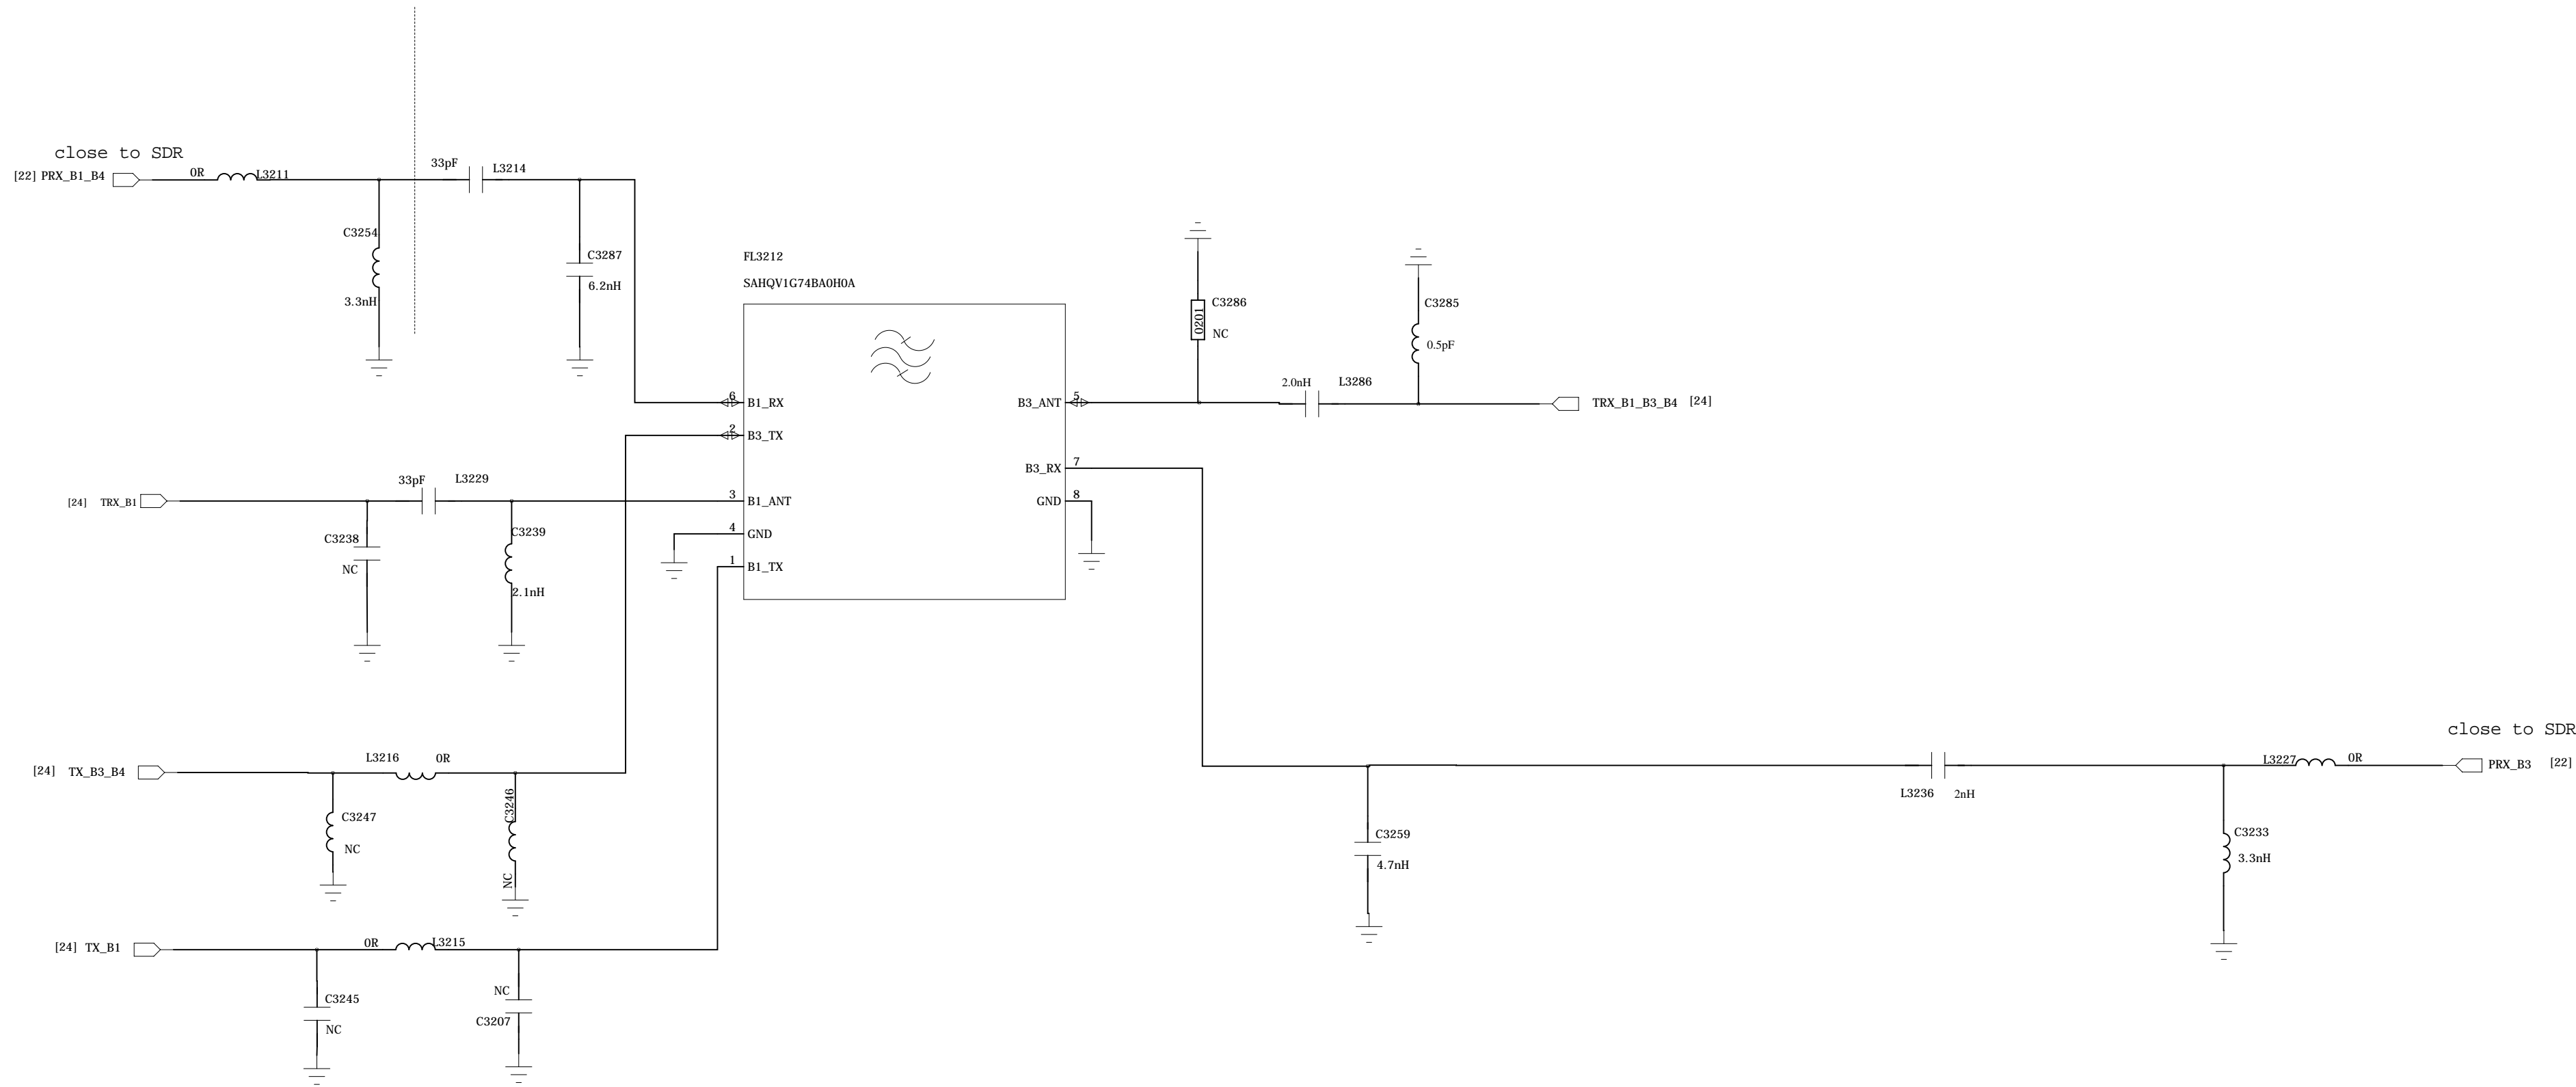 close to SDR
[22] PRX_B1_B4
0R
L3211
33pF
L3214
C3254
3.3nH
C3287
6.2nH
FL3212
SAHQV1G74BA0H0A
C3286
0201
NC
C3285
0.5pF
2.0nH
L3286
6
B1_RX
B3_ANT
5
TRX_B1_B3_B4 [24]
2
B3_TX
B3_RX
7
33pF
L3229
[24] TRX_B1
3
B1_ANT
GND
8
C3238
NC
C3239
2.1nH
4
GND
1
B1_TX
close to SDR
L3216
0R
[24] TX_B3_B4
L3227
0R
PRX_B3 [22]
L3236
2nH
C3247
NC
C3246
NC
C3259
4.7nH
C3233
3.3nH
[24] TX_B1
0R
L3215
C3245
NC
NC
C3207